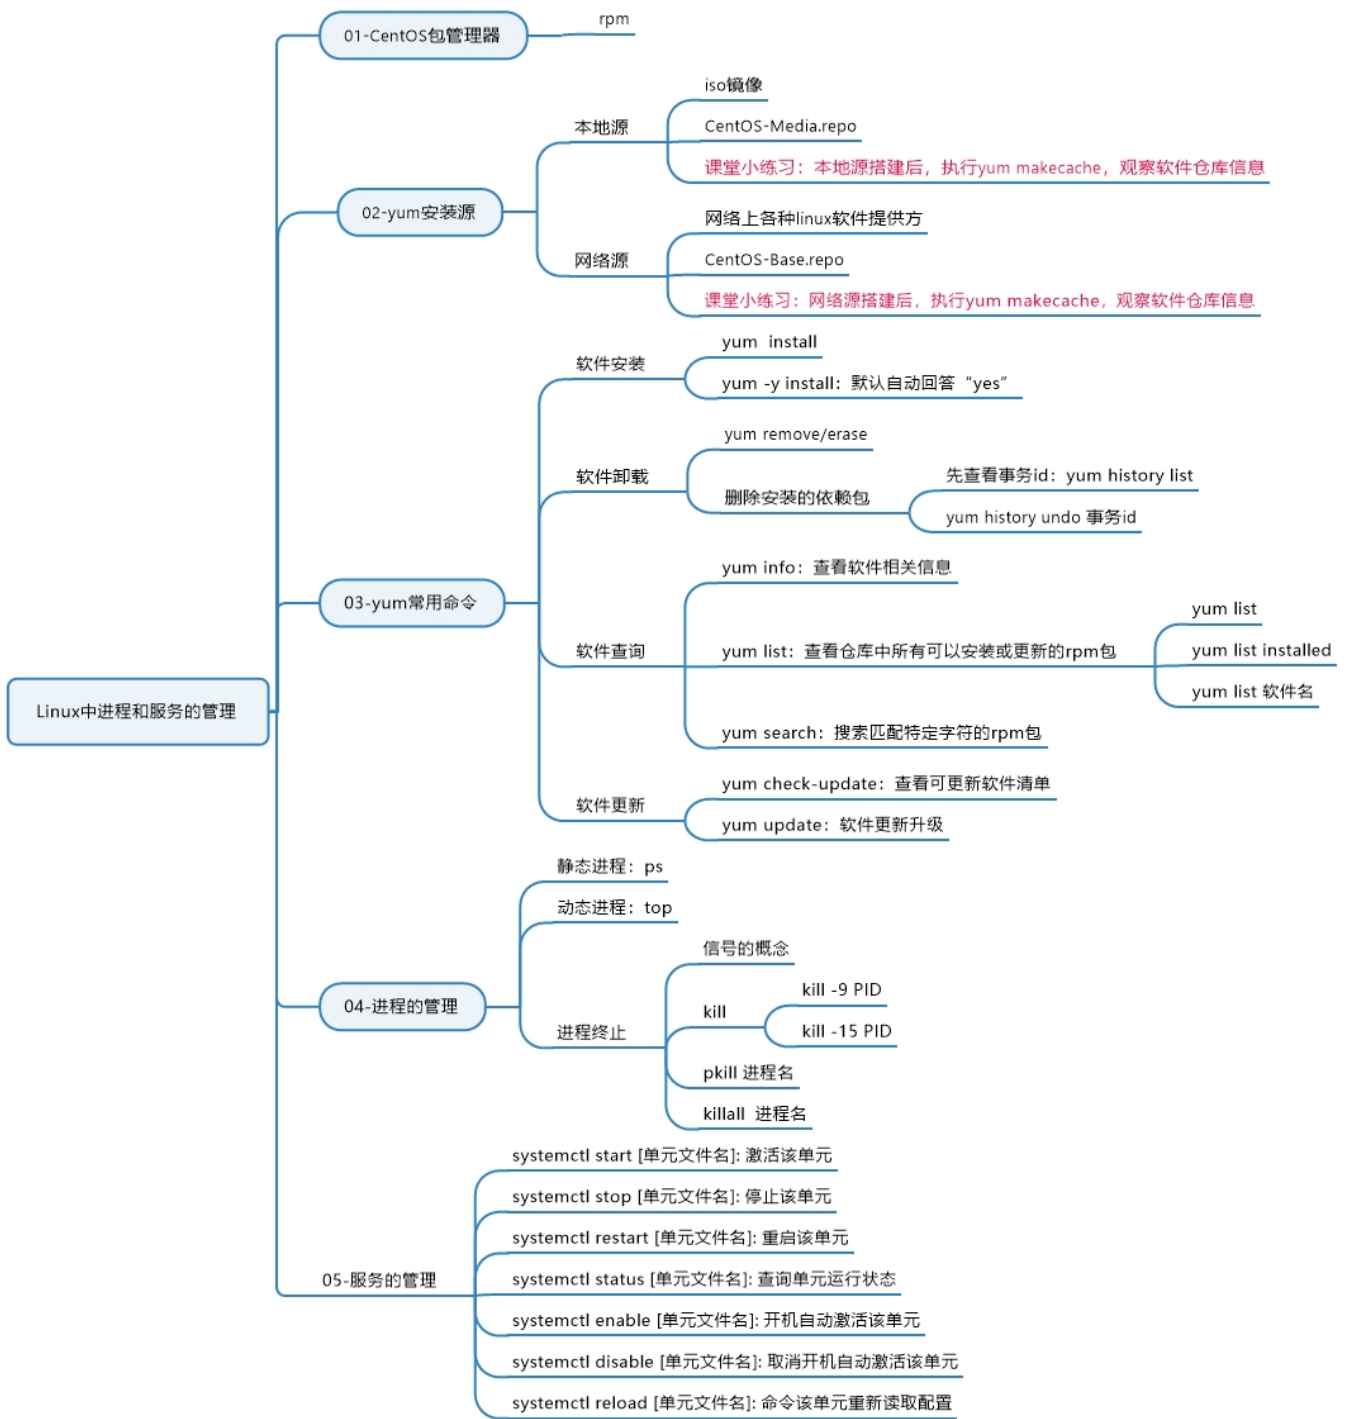 Linux中进程和服务的管理
01-CentOS包管理器
rpm
02-yum安装源
本地源
iso镜像
CentOS-Media.repo
课堂小练习：本地源搭建后，执行yum makecache，观察软件仓库信息
网络源
网络上各种linux软件提供方
CentOS-Base.repo
课堂小练习：网络源搭建后，执行yum makecache，观察软件仓库信息
03-yum常用命令
软件安装
yum  install
yum -y install：默认自动回答“yes”
软件卸载
yum remove/erase
删除安装的依赖包
先查看事务id：yum history list
yum history undo 事务id
软件查询
yum info：查看软件相关信息
yum list：查看仓库中所有可以安装或更新的rpm包
yum list
yum list installed
yum list 软件名
yum search：搜索匹配特定字符的rpm包
软件更新
yum check-update：查看可更新软件清单
yum update：软件更新升级
04-进程的管理
静态进程：ps
动态进程：top
进程终止
信号的概念
kill
kill -9 PID
kill -15 PID
pkill 进程名
killall  进程名
05-服务的管理
systemctl start [单元文件名]: 激活该单元
systemctl stop [单元文件名]: 停止该单元
systemctl restart [单元文件名]: 重启该单元
systemctl status [单元文件名]: 查询单元运行状态
systemctl enable [单元文件名]: 开机自动激活该单元
systemctl disable [单元文件名]: 取消开机自动激活该单元
systemctl reload [单元文件名]: 命令该单元重新读取配置